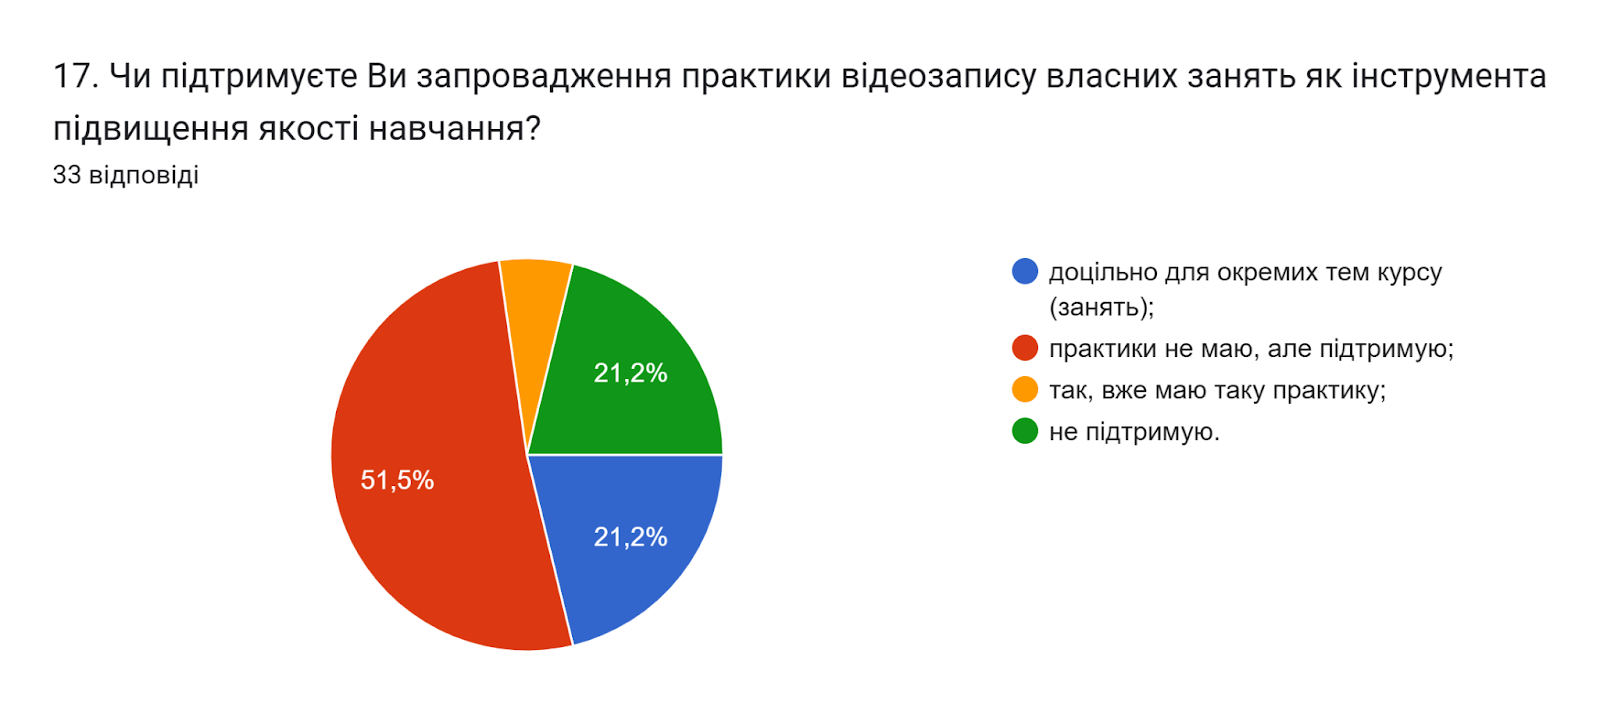 17. Чи підтримуєте Ви запровадження практики відеозапису власних занять як інструмента
підвищення якості навчання?
33 відповіді
21,2%
51,5%
21,2%
доцільно для окремих тем курсу
(занять);
практики не маю, але підтримую;
так, вже маю таку практику;
не підтримую.